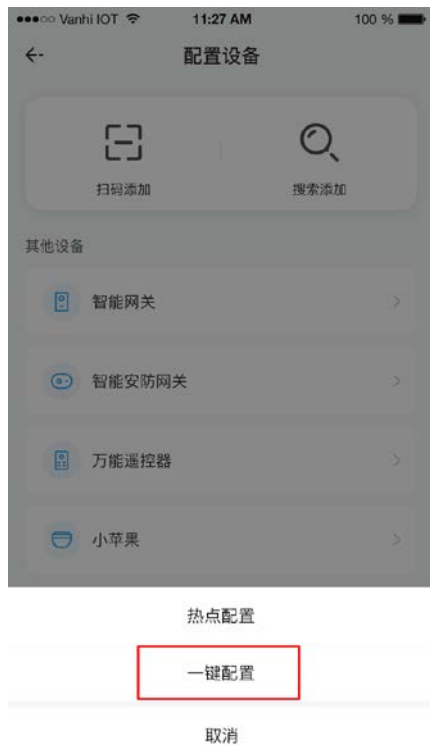 Vanhi IOT 11:27 AM 100 %
配置设备
扫码添加 搜索添加
其他设备
智能网关
智能安防网关
万能遥控器
小苹果
热点配置
一键配置
取消